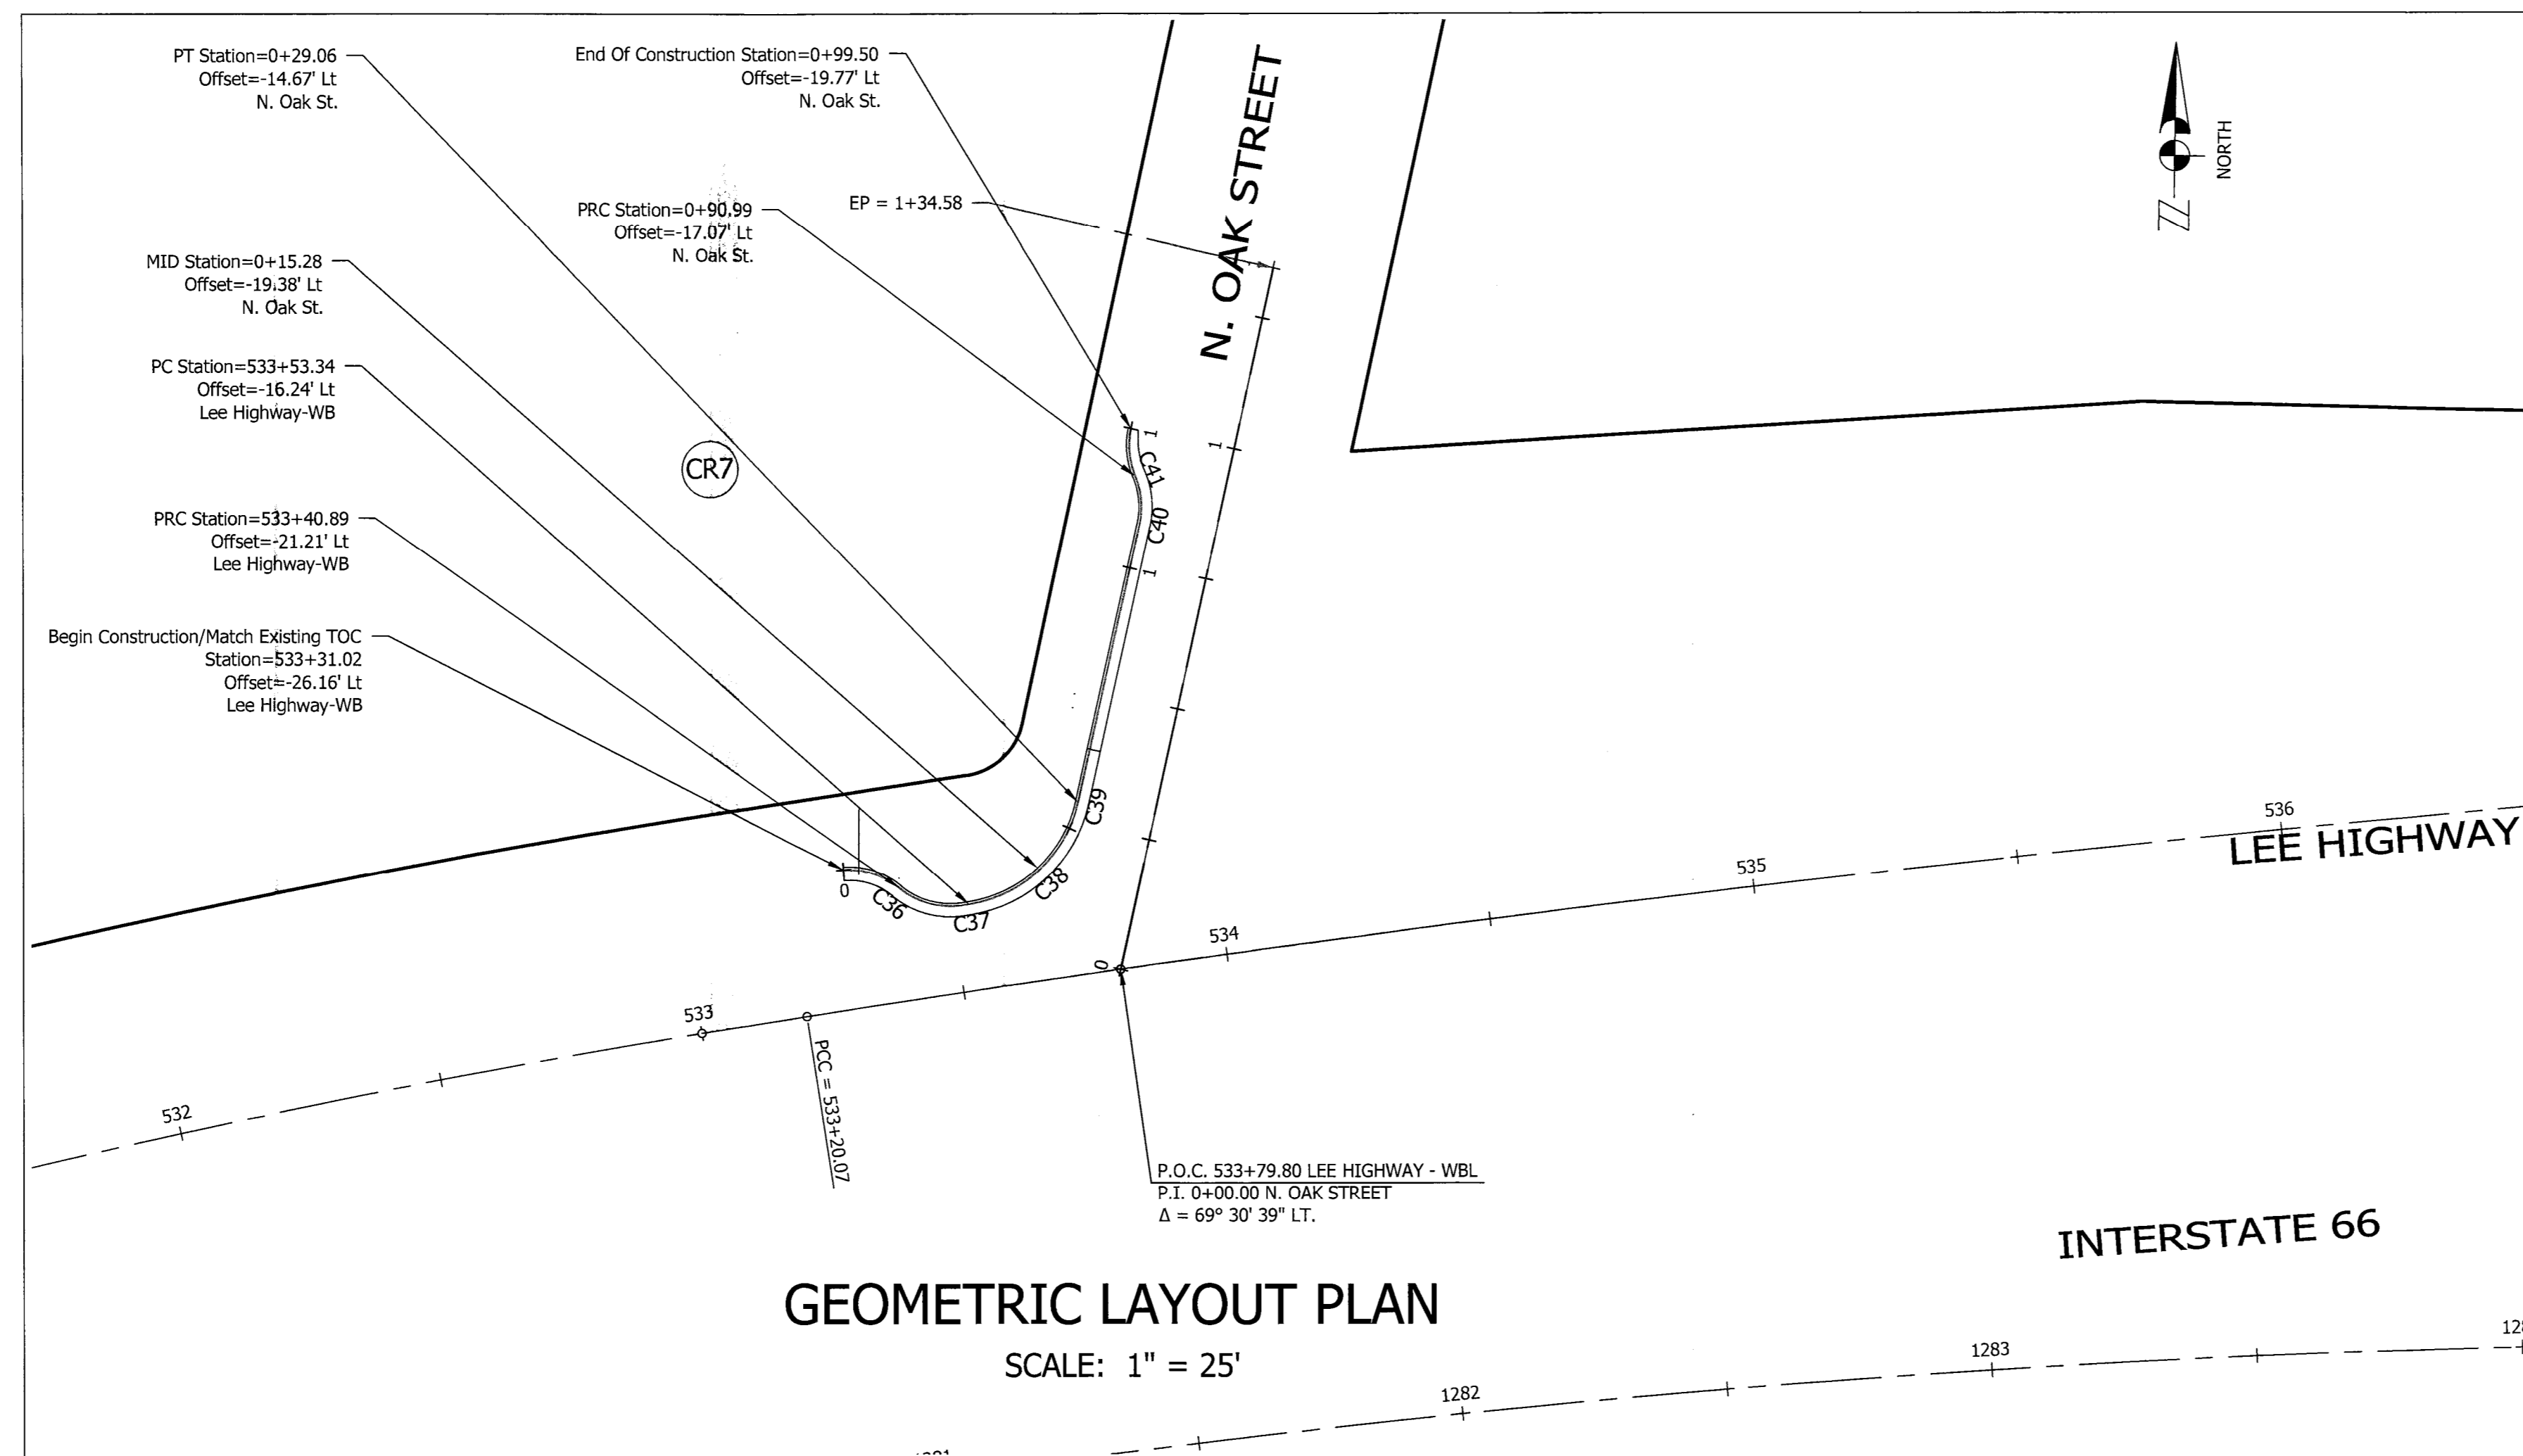 PT Station=0+29.06
Offset=-14.67' Lt
N. Oak St.
End Of Construction Station=0+99.50
Offset=-19.77' Lt
N. Oak St.
PRC Station=0+90.99
Offset=-17.07' Lt
N. Oak St.
EP = 1+34.58
N. OAK STREET
NORTH
MID Station=0+15.28
Offset=-19.38' Lt
N. Oak St.
PC Station=533+53.34
Offset=-16.24' Lt
Lee Highway-WB
CR7
PRC Station=533+40.89
Offset=-21.21' Lt
Lee Highway-WB
Begin Construction/Match Existing TOC
Station=533+31.02
Offset=-26.16' Lt
Lee Highway-WB
1
1
C41
C40
1
C39
C38
C37
C36
0
0
532
533
534
535
536
LEE HIGHWAY
PCC = 533+20.07
P.O.C. 533+79.80 LEE HIGHWAY - WBL
P.I. 0+00.00 N. OAK STREET
Δ = 69° 30' 39" LT.
INTERSTATE 66
GEOMETRIC LAYOUT PLAN
SCALE: 1" = 25'
1282
1283